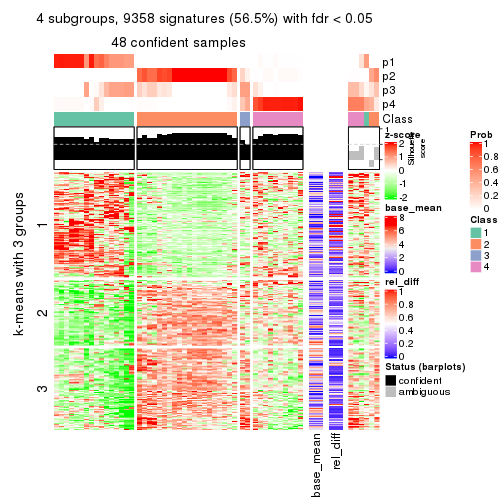 4 subgroups, 9358 signatures (56.5%) with fdr < 0.05
48 confident samples
p1
p2
p3
p4
Class
1
Silhouette
score
k-means with 3 groups
1
2
3
base_mean
rel_diff
z-score
2
1
0
-1
-2
base_mean
8
6
4
2
0
rel_diff
1
0.8
0.6
0.4
0.2
0
Status (barplots)
confident
ambiguous
Prob
1
0.8
0.6
0.4
0.2
0
Class
1
2
3
4